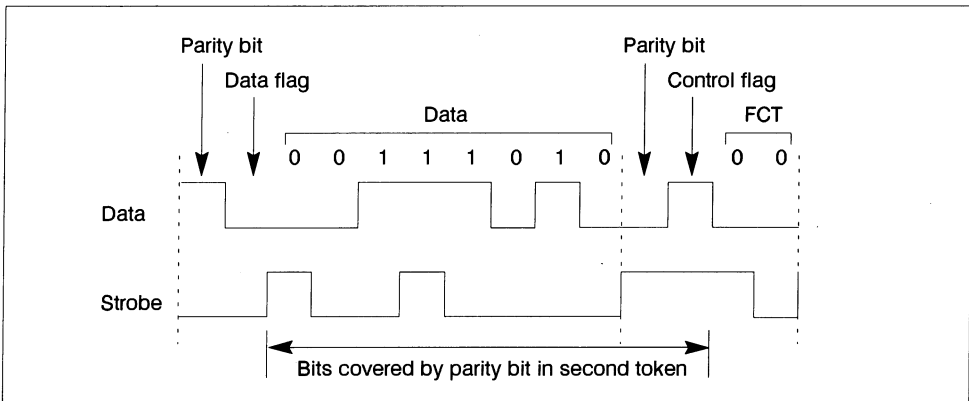 Parity bit Parity bit
Data flag Control flag
Data FCT
0 0 1 1 1 0 1 0 0 0
Data
Strobe
Bits covered by parity bit in second token